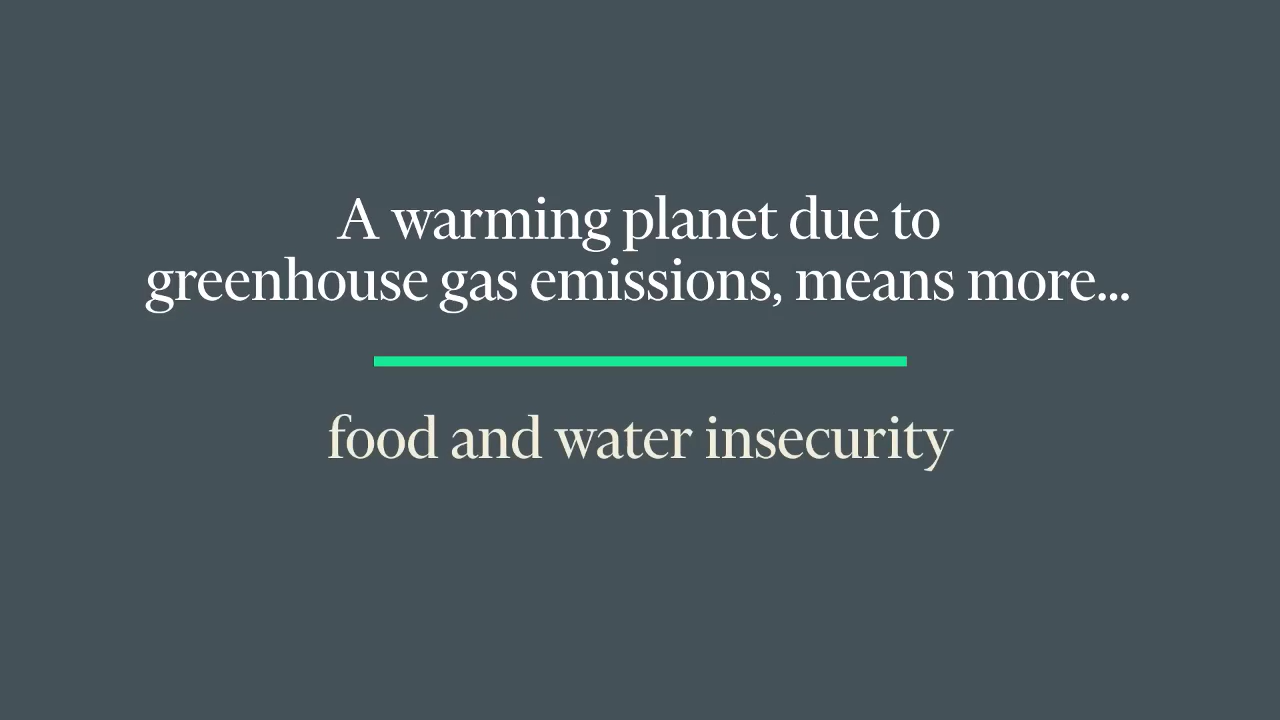 A warming planet due to
greenhouse gas emissions, means more...
food and water insecurity